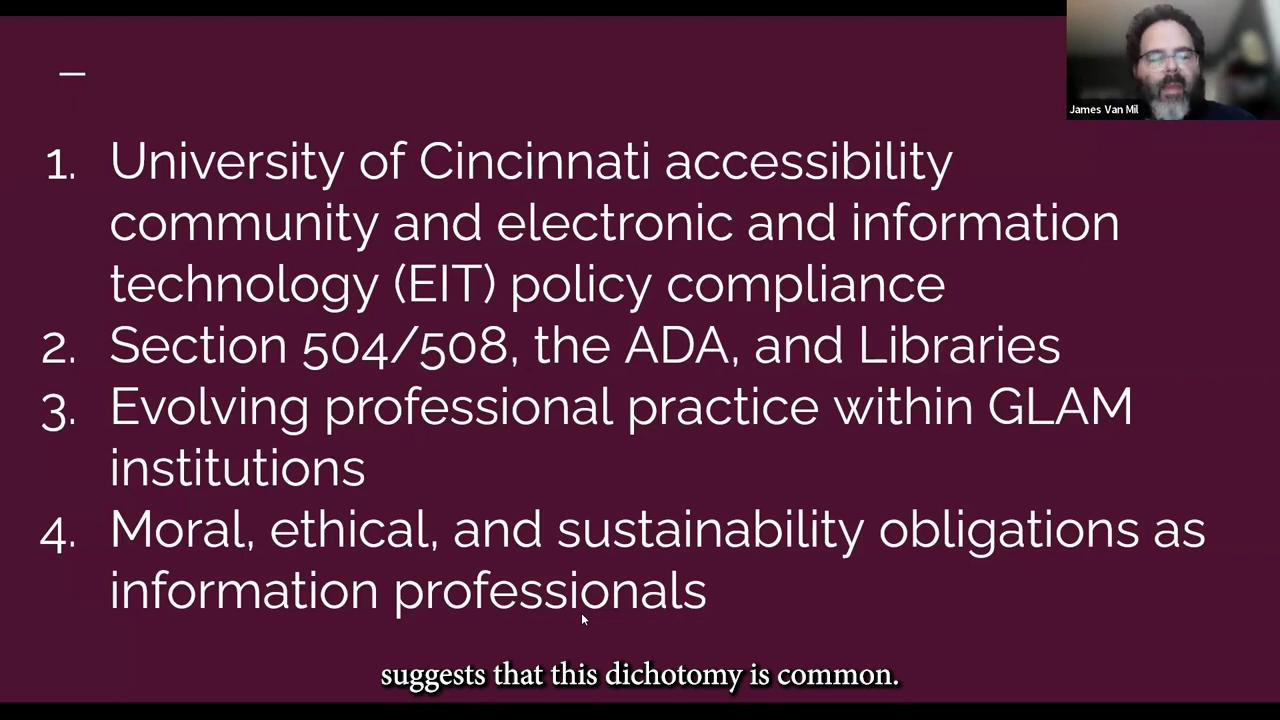 James Van Mil
–
1. University of Cincinnati accessibility
community and electronic and information
technology (EIT) policy compliance
2. Section 504/508, the ADA, and Libraries
3. Evolving professional practice within GLAM
institutions
4. Moral, ethical, and sustainability obligations as
information professionals
suggests that this dichotomy is common.